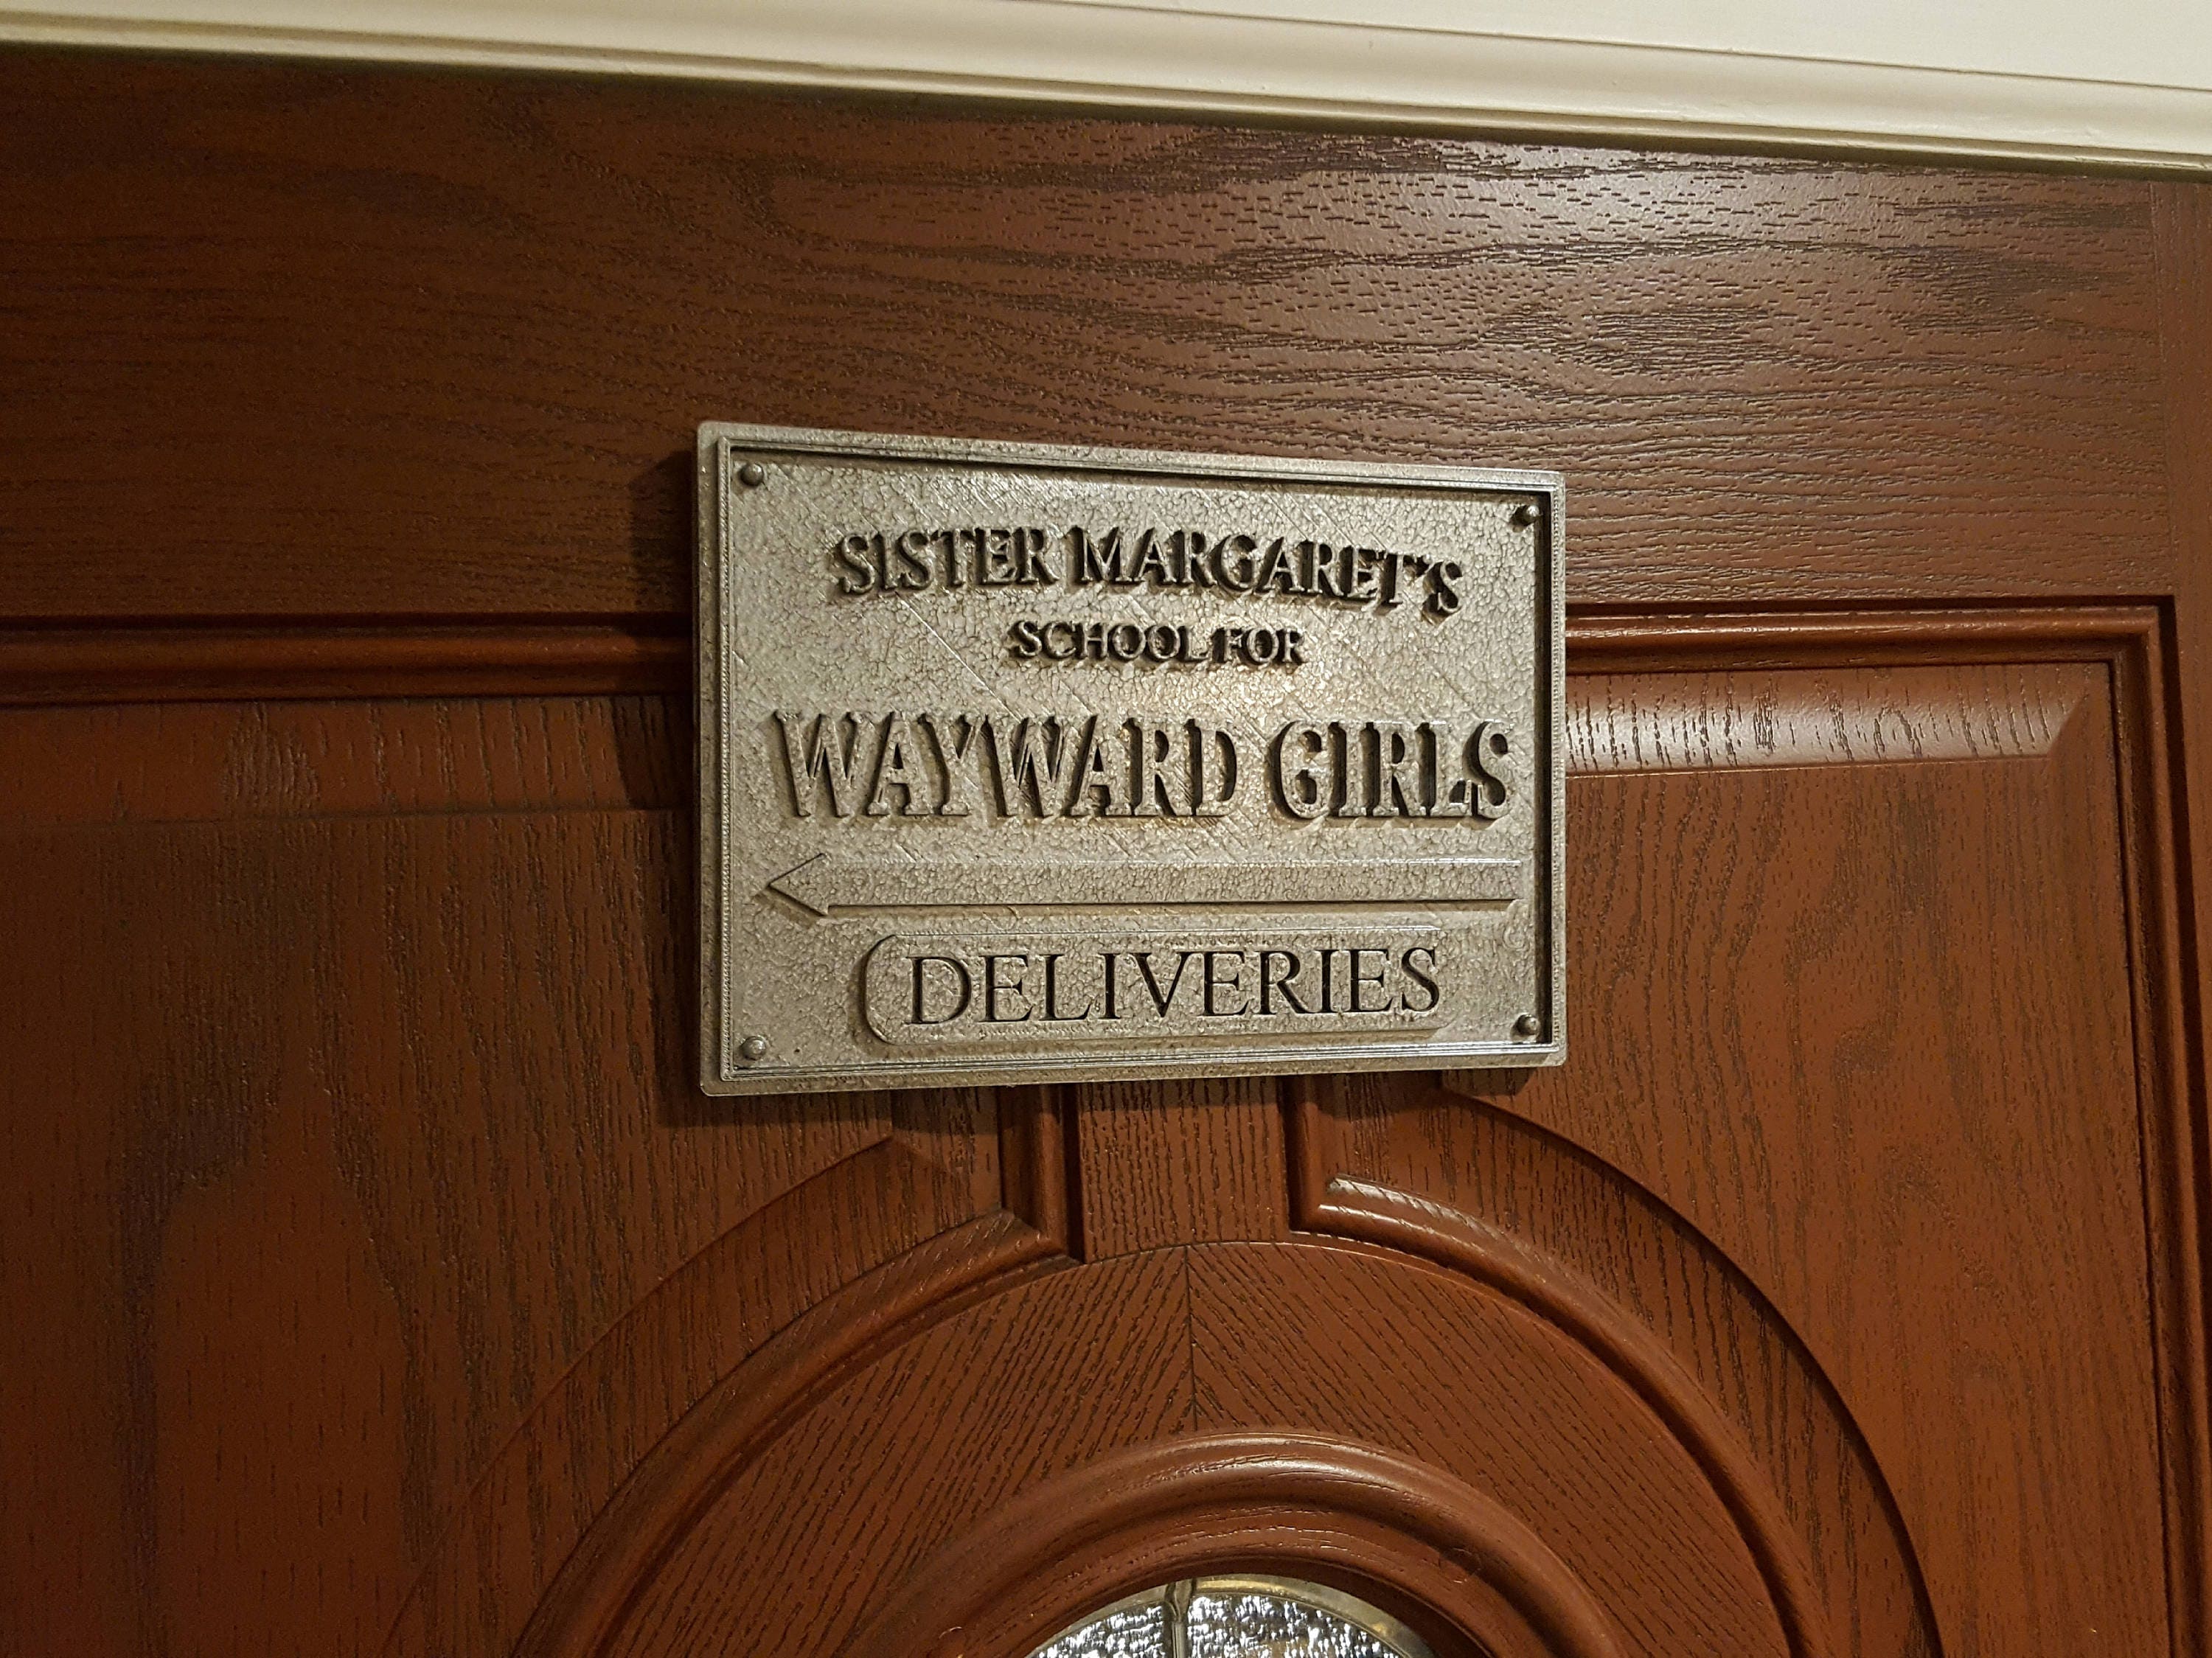 SISTER MARGARET'S
SCHOOL FOR
WAYWARD GIRLS
DELIVERIES